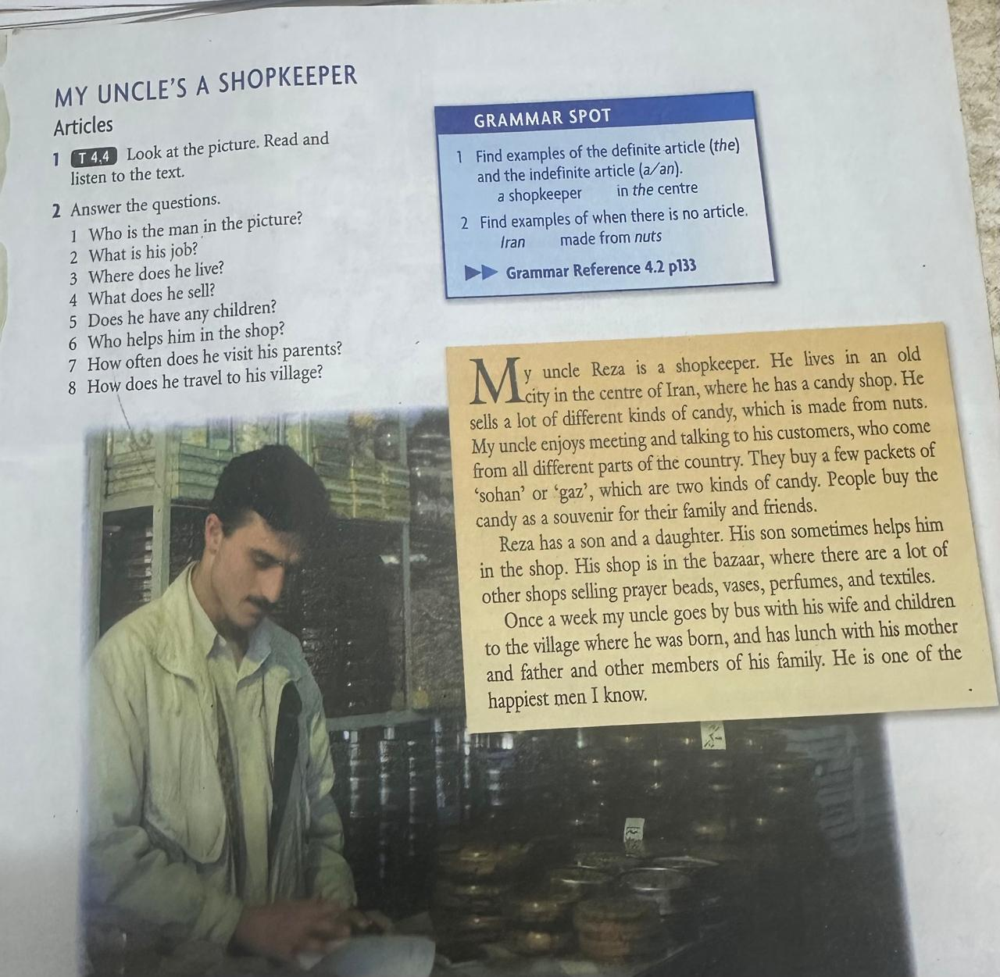 MY UNCLE'S A SHOPKEEPER
Articles
1 T 4.4 Look at the picture. Read and
listen to the text.
2 Answer the questions.
1 Who is the man in the picture?
2 What is his job?
3 Where does he live?
4 What does he sell?
5 Does he have any children?
6 Who helps him in the shop?
7 How often does he visit his parents?
8 How does he travel to his village?
GRAMMAR SPOT
1 Find examples of the definite article (the)
and the indefinite article (a/an).
a shopkeeper in the centre
2 Find examples of when there is no article.
Iran made from nuts
▶▶ Grammar Reference 4.2 p133
My uncle Reza is a shopkeeper. He lives in an old
city in the centre of Iran, where he has a candy shop. He
sells a lot of different kinds of candy, which is made from nuts.
My uncle enjoys meeting and talking to his customers, who come
from all different parts of the country. They buy a few packets of
‘sohan’ or ‘gaz’, which are two kinds of candy. People buy the
candy as a souvenir for their family and friends.
Reza has a son and a daughter. His son sometimes helps him
in the shop. His shop is in the bazaar, where there are a lot of
other shops selling prayer beads, vases, perfumes, and textiles.
Once a week my uncle goes by bus with his wife and children
to the village where he was born, and has lunch with his mother
and father and other members of his family. He is one of the
happiest men I know.